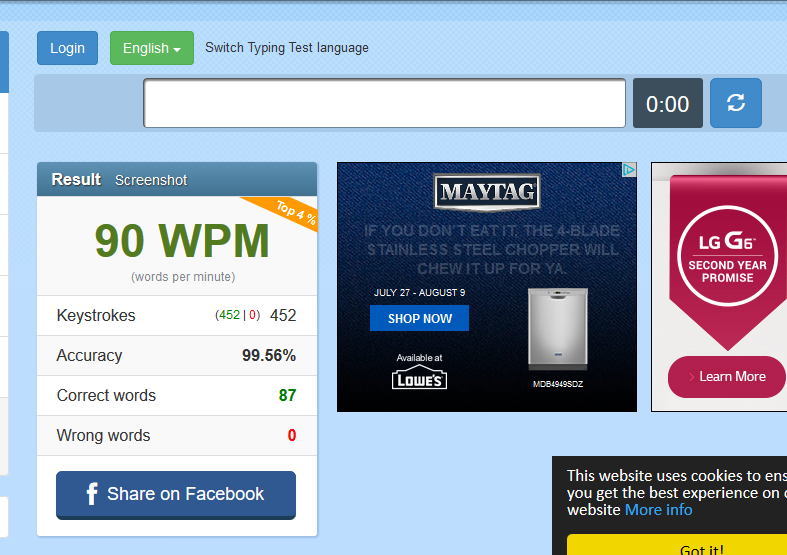 Login
English
Switch Typing Test language
0:00
Result Screenshot
Top 4 %
90 WPM
(words per minute)
Keystrokes (452 | 0) 452
Accuracy 99.56%
Correct words 87
Wrong words 0
Share on Facebook
MAYTAG
IF YOU DON'T EAT IT, THE 4-BLADE
STAINLESS STEEL CHOPPER WILL
CHEW IT UP FOR YA.
JULY 27 - AUGUST 9
SHOP NOW
Available at
LOWE'S
MDB4949SDZ
LG G6™
SECOND YEAR
PROMISE
Learn More
This website uses cookies to ens
you get the best experience on
website More info
Got it!